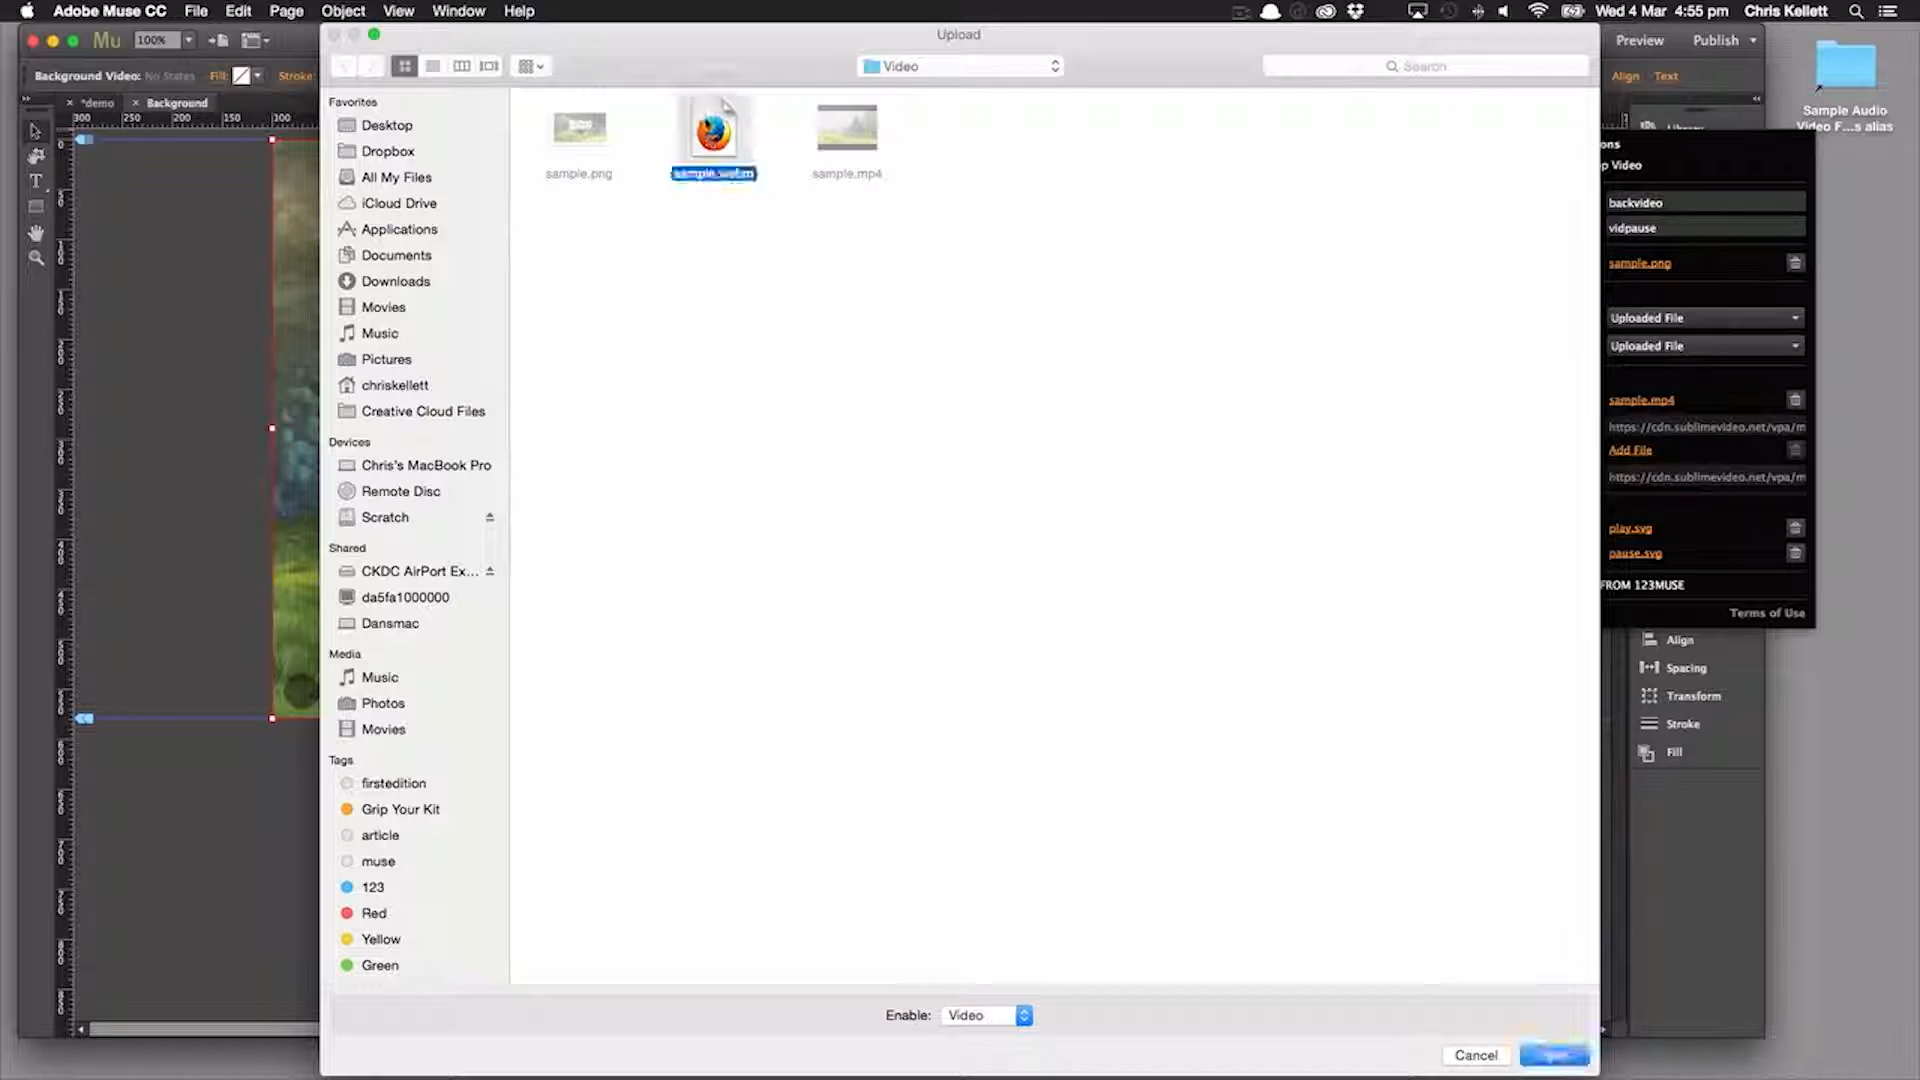 Adobe Muse CC File Edit Page Object View Window Help
Wed 4 Mar 4:55 pm Chris Kellett
Mu 100%
Upload
Preview Publish
Background Video: No States Fill: Stroke:
Video
Search
Align Text
*demo Background
300 250 200 150 100
Sample Audio
Video F...s alias
Favorites
Desktop
Dropbox
All My Files
iCloud Drive
Applications
Documents
Downloads
Movies
Music
Pictures
chriskellett
Creative Cloud Files
Devices
Chris's MacBook Pro
Remote Disc
Scratch
Shared
CKDC AirPort Ex...
da5fa1000000
Dansmac
Media
Music
Photos
Movies
Tags
firstedition
Grip Your Kit
article
muse
123
Red
Yellow
Green
sample.png
sample.mp4
Enable: Video
Cancel
ons
p Video
backvideo
vidpause
sample.png
Uploaded File
Uploaded File
sample.mp4
https://cdn.sublimevideo.net/vpa/m
Add File
https://cdn.sublimevideo.net/vpa/m
play.svg
pause.svg
FROM 123MUSE
Terms of Use
Align
Spacing
Transform
Stroke
Fill